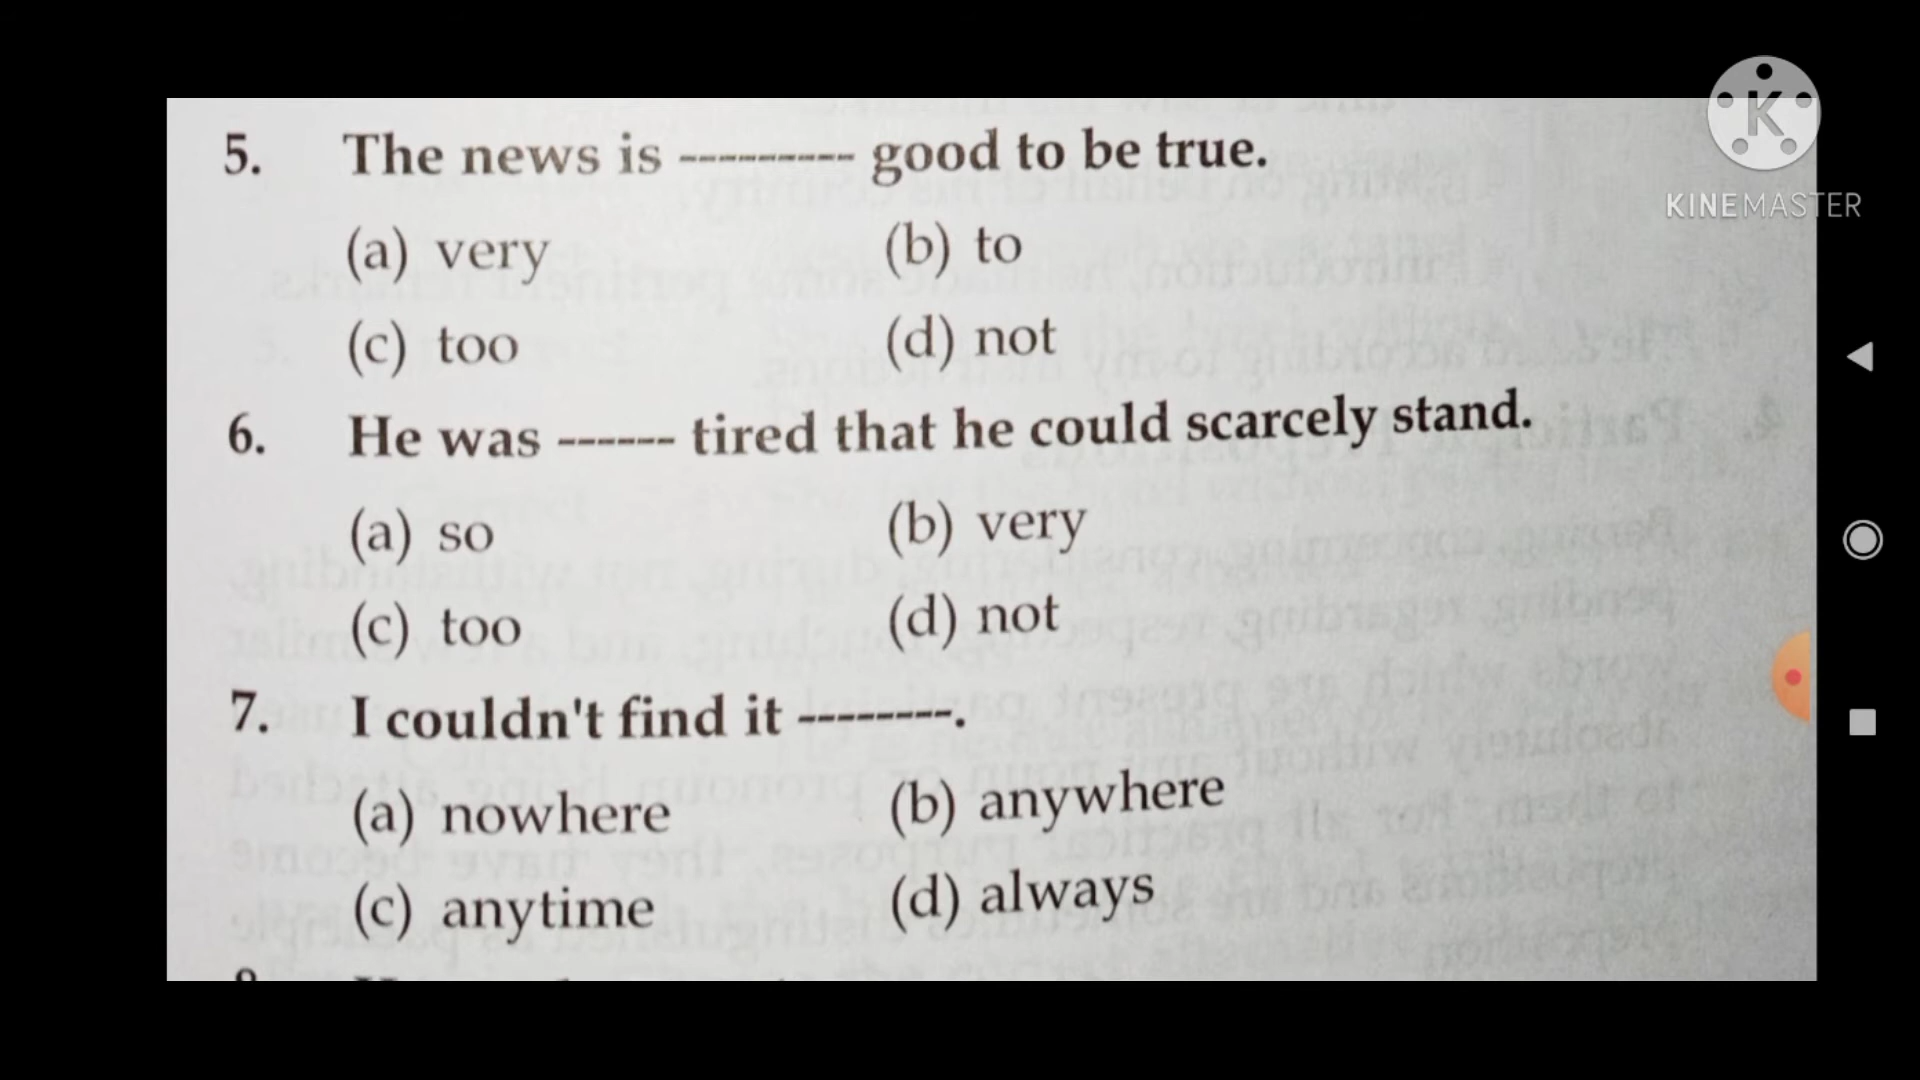 5. The news is --------- good to be true.
(a) very (b) to
(c) too (d) not
6. He was ------ tired that he could scarcely stand.
(a) so (b) very
(c) too (d) not
7. I couldn't find it --------.
(a) nowhere (b) anywhere
(c) anytime (d) always
K
KINEMASTER